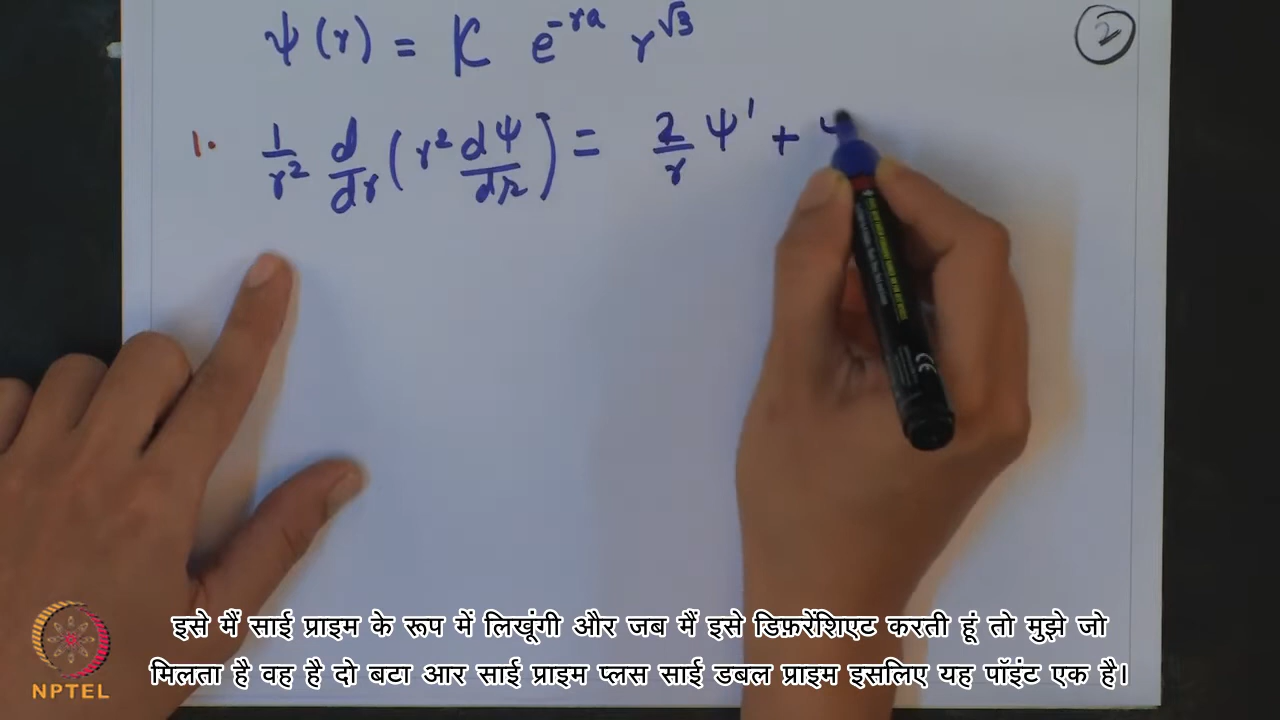 ψ(r) = K e^{-ra} r^{√3}
2
1. 1/r² d/dr (r² dψ/dr) = 2/r ψ' +
इसे मैं साई प्राइम के रूप में लिखूंगी और जब मैं इसे डिफ़रेंशिएट करती हूं तो मुझे जो
मिलता है वह है दो बटा आर साई प्राइम प्लस साई डबल प्राइम इसलिए यह पॉइंट एक है।
NPTEL